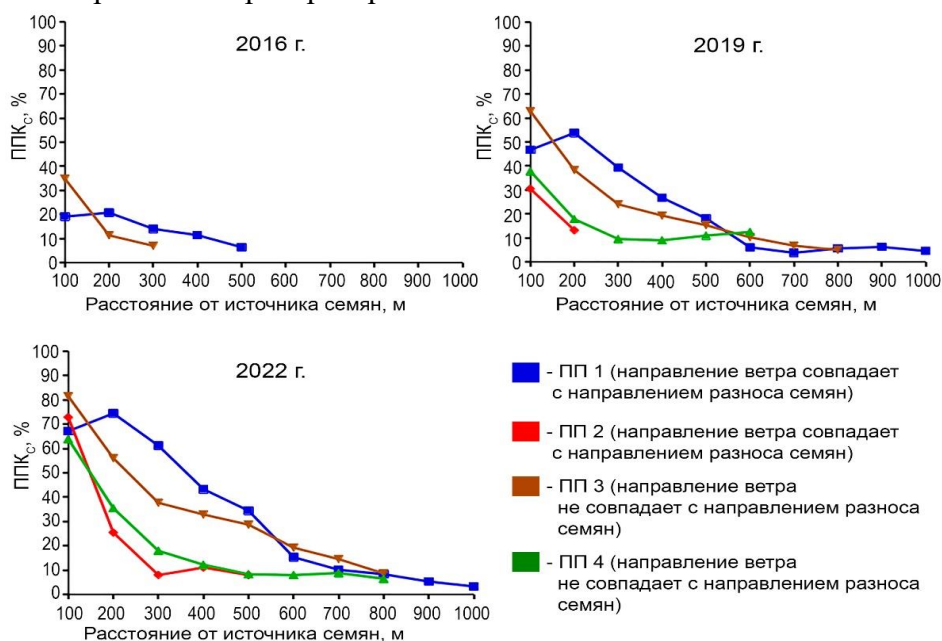 2016 г.
ППКс, %
100
90
80
70
60
50
40
30
20
10
0
100 200 300 400 500 600 700 800 900 1000
Расстояние от источника семян, м
2019 г.
ППКс, %
100
90
80
70
60
50
40
30
20
10
0
100 200 300 400 500 600 700 800 900 1000
Расстояние от источника семян, м
2022 г.
ППКс, %
100
90
80
70
60
50
40
30
20
10
0
100 200 300 400 500 600 700 800 900 1000
Расстояние от источника семян, м
- ПП 1 (направление ветра совпадает
с направлением разноса семян)
- ПП 2 (направление ветра совпадает
с направлением разноса семян)
- ПП 3 (направление ветра
не совпадает с направлением разноса
семян)
- ПП 4 (направление ветра
не совпадает с направлением разноса
семян)